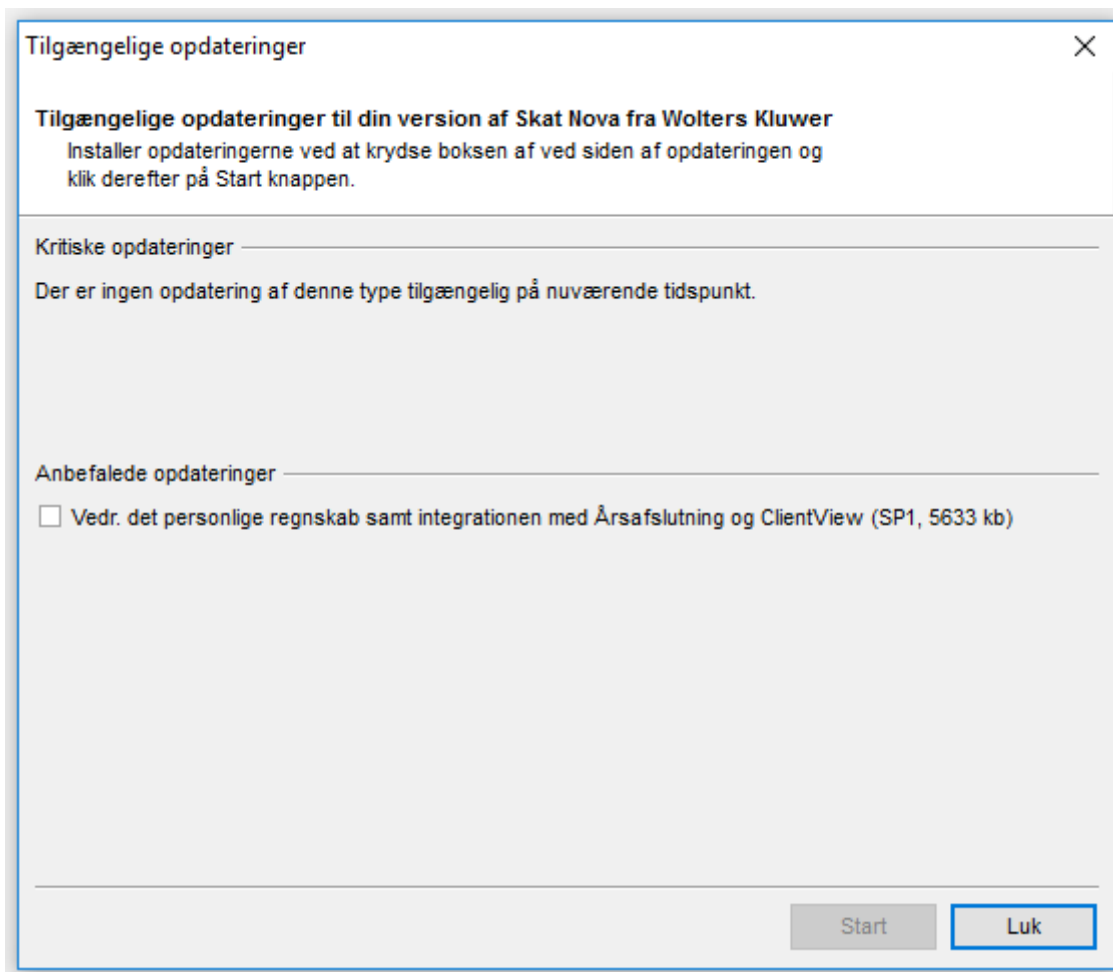 Tilgængelige opdateringer
Tilgængelige opdateringer til din version af Skat Nova fra Wolters Kluwer
Installer opdateringerne ved at krydse boksen af ved siden af opdateringen og
klik derefter på Start knappen.
Kritiske opdateringer
Der er ingen opdatering af denne type tilgængelig på nuværende tidspunkt.
Anbefalede opdateringer
Vedr. det personlige regnskab samt integrationen med Årsafslutning og ClientView (SP1, 5633 kb)
Start
Luk